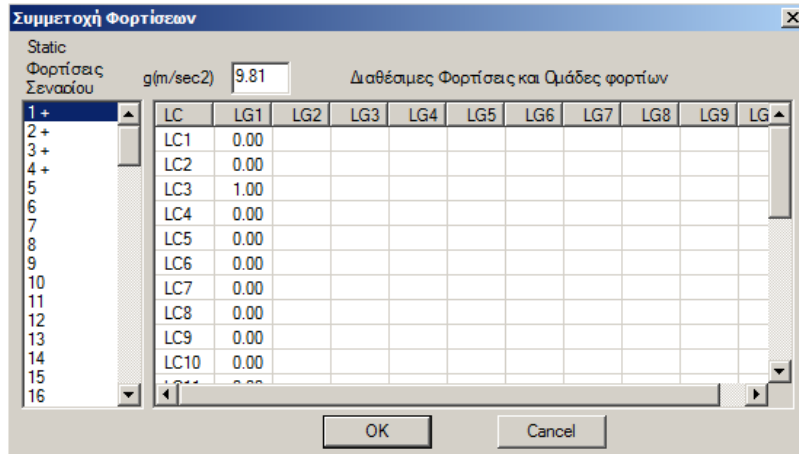 Συμμετοχή Φορτίσεων
Static
Φορτίσεις
Σεναρίου
g(m/sec2) 9.81 Διαθέσιμες Φορτίσεις και Ομάδες φορτίων
1 +
2 +
3 +
4 +
5
6
7
8
9
10
11
12
13
14
15
16
LC LG1 LG2 LG3 LG4 LG5 LG6 LG7 LG8 LG9 LG
LC1 0.00
LC2 0.00
LC3 1.00
LC4 0.00
LC5 0.00
LC6 0.00
LC7 0.00
LC8 0.00
LC9 0.00
LC10 0.00
OK Cancel